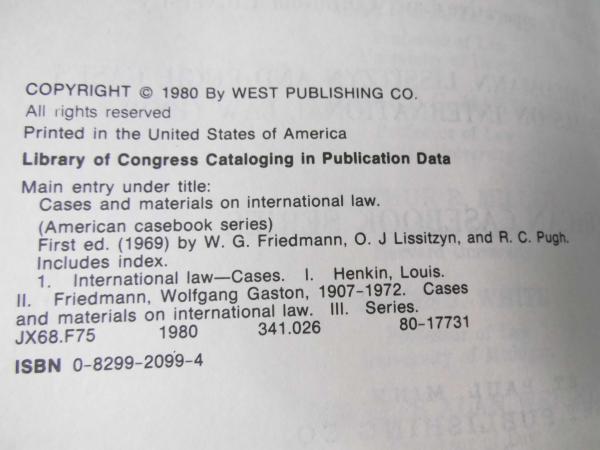 COPYRIGHT © 1980 By WEST PUBLISHING CO.
All rights reserved
Printed in the United States of America
Library of Congress Cataloging in Publication Data
Main entry under title:
Cases and materials on international law.
(American casebook series)
First ed. (1969) by W. G. Friedmann, O. J Lissitzyn, and R. C. Pugh.
Includes index.
1. International law—Cases. I. Henkin, Louis.
II. Friedmann, Wolfgang Gaston, 1907-1972. Cases
and materials on international law. III. Series.
JX68.F75 1980 341.026 80-17731
ISBN 0-8299-2099-4